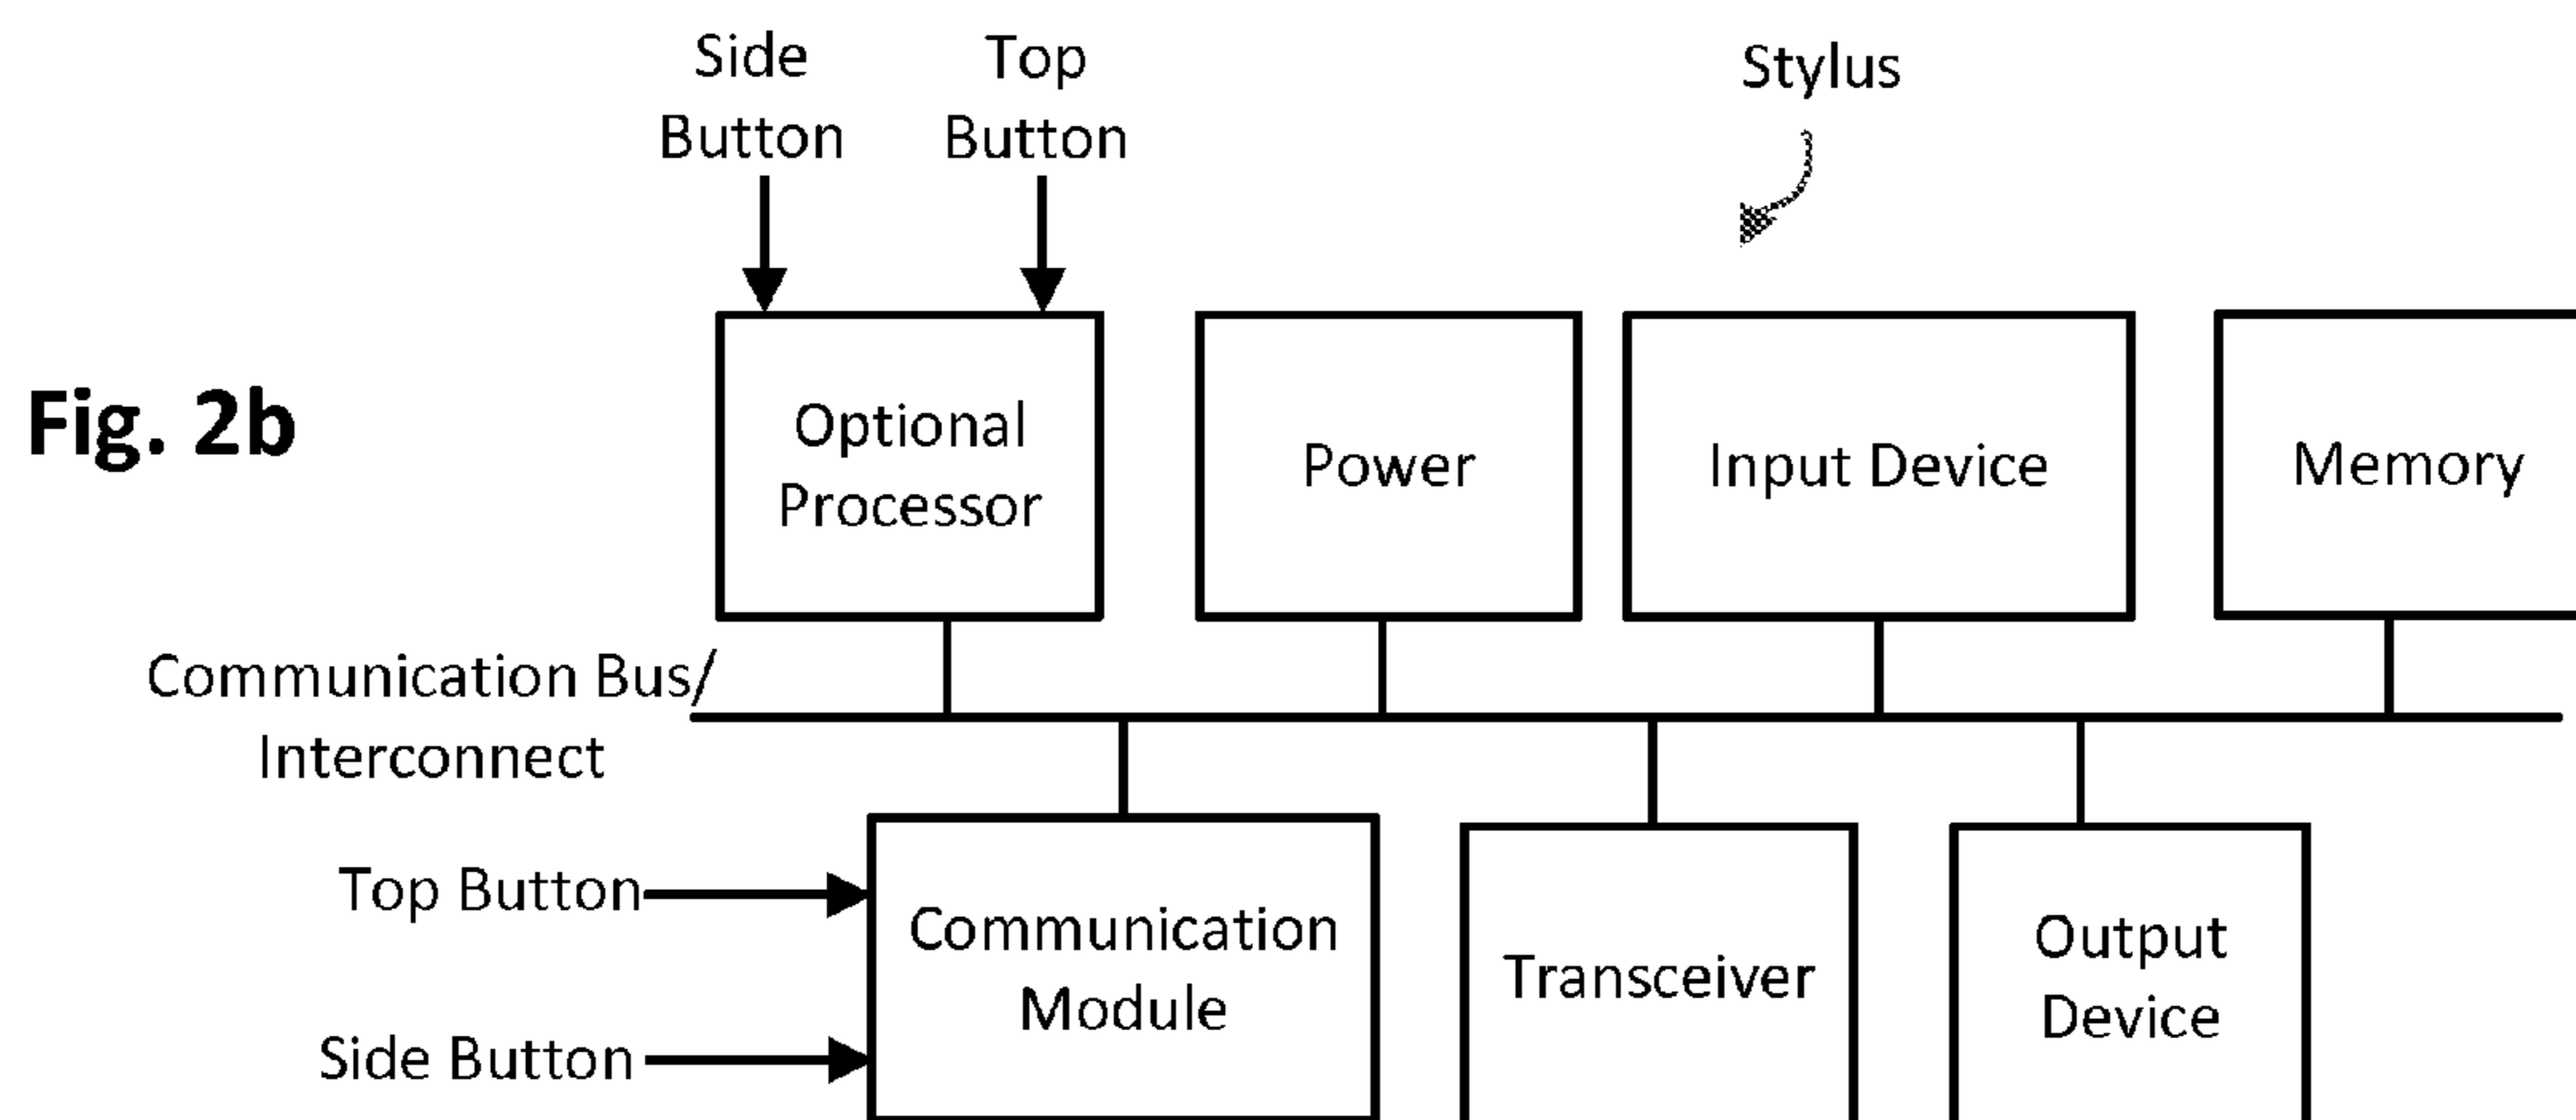 Side
Button
Top
Button
Stylus
Fig. 2b
Optional
Processor
Power
Input Device
Memory
Communication Bus/
Interconnect
Top Button
Side Button
Communication
Module
Transceiver
Output
Device